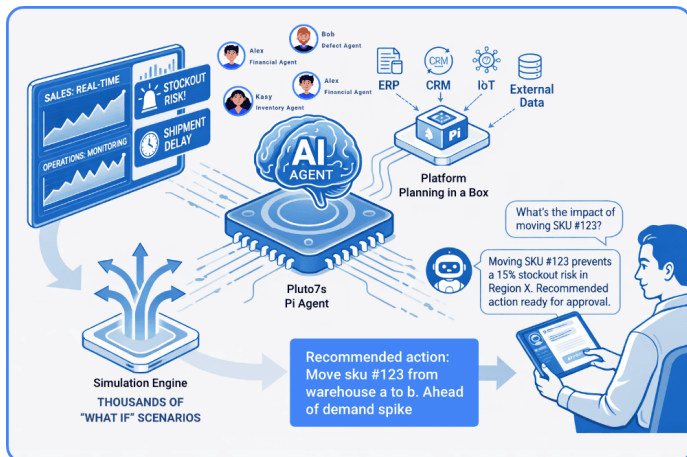 SALES: REAL-TIME
STOCKOUT
RISK!
OPERATIONS: MONITORING
SHIPMENT
DELAY
Alex
Financial Agent
Bob
Defect Agent
Kasy
Inventory Agent
Alex
Financial Agent
ERP
CRM
CRM
IoT
External
Data
Pi
Platform
Planning in a Box
AI
AGENT
Pluto7s
Pi Agent
What's the impact of
moving SKU #123?
Moving SKU #123 prevents
a 15% stockout risk in
Region X. Recommended
action ready for approval.
Simulation Engine
THOUSANDS OF
"WHAT IF" SCENARIOS
Recommended action:
Move sku #123 from
warehouse a to b. Ahead
of demand spike